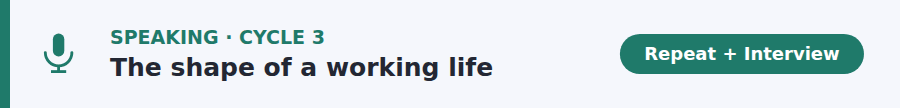 SPEAKING · CYCLE 3
The shape of a working life
Repeat + Interview